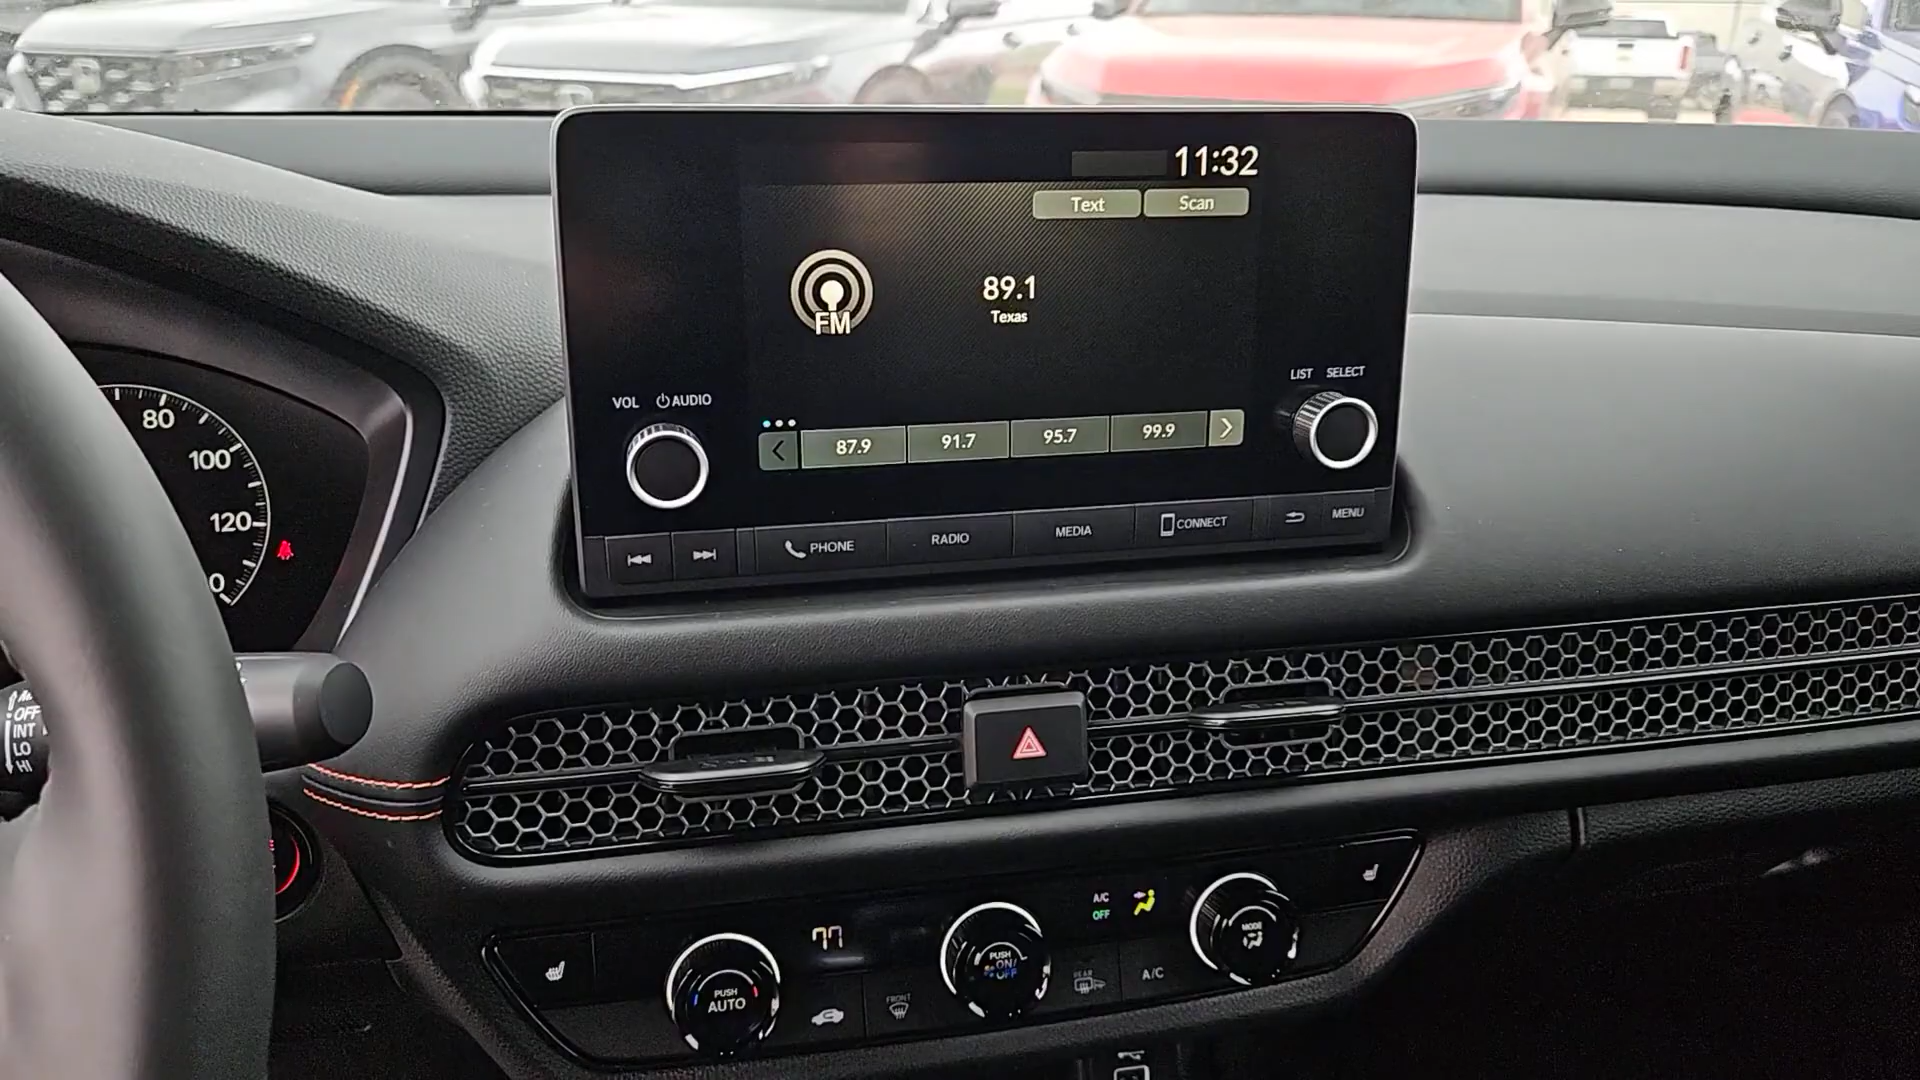 11:32
Text Scan
89.1
Texas
FM
LIST SELECT
VOL AUDIO
87.9 91.7 95.7 99.9
PHONE RADIO MEDIA CONNECT MENU
80
100
120
0
OFF
INT
LO
HI
A/C
OFF
77
MODE
PUSH
ON/
OFF
PUSH
AUTO
FRONT
REAR
A/C